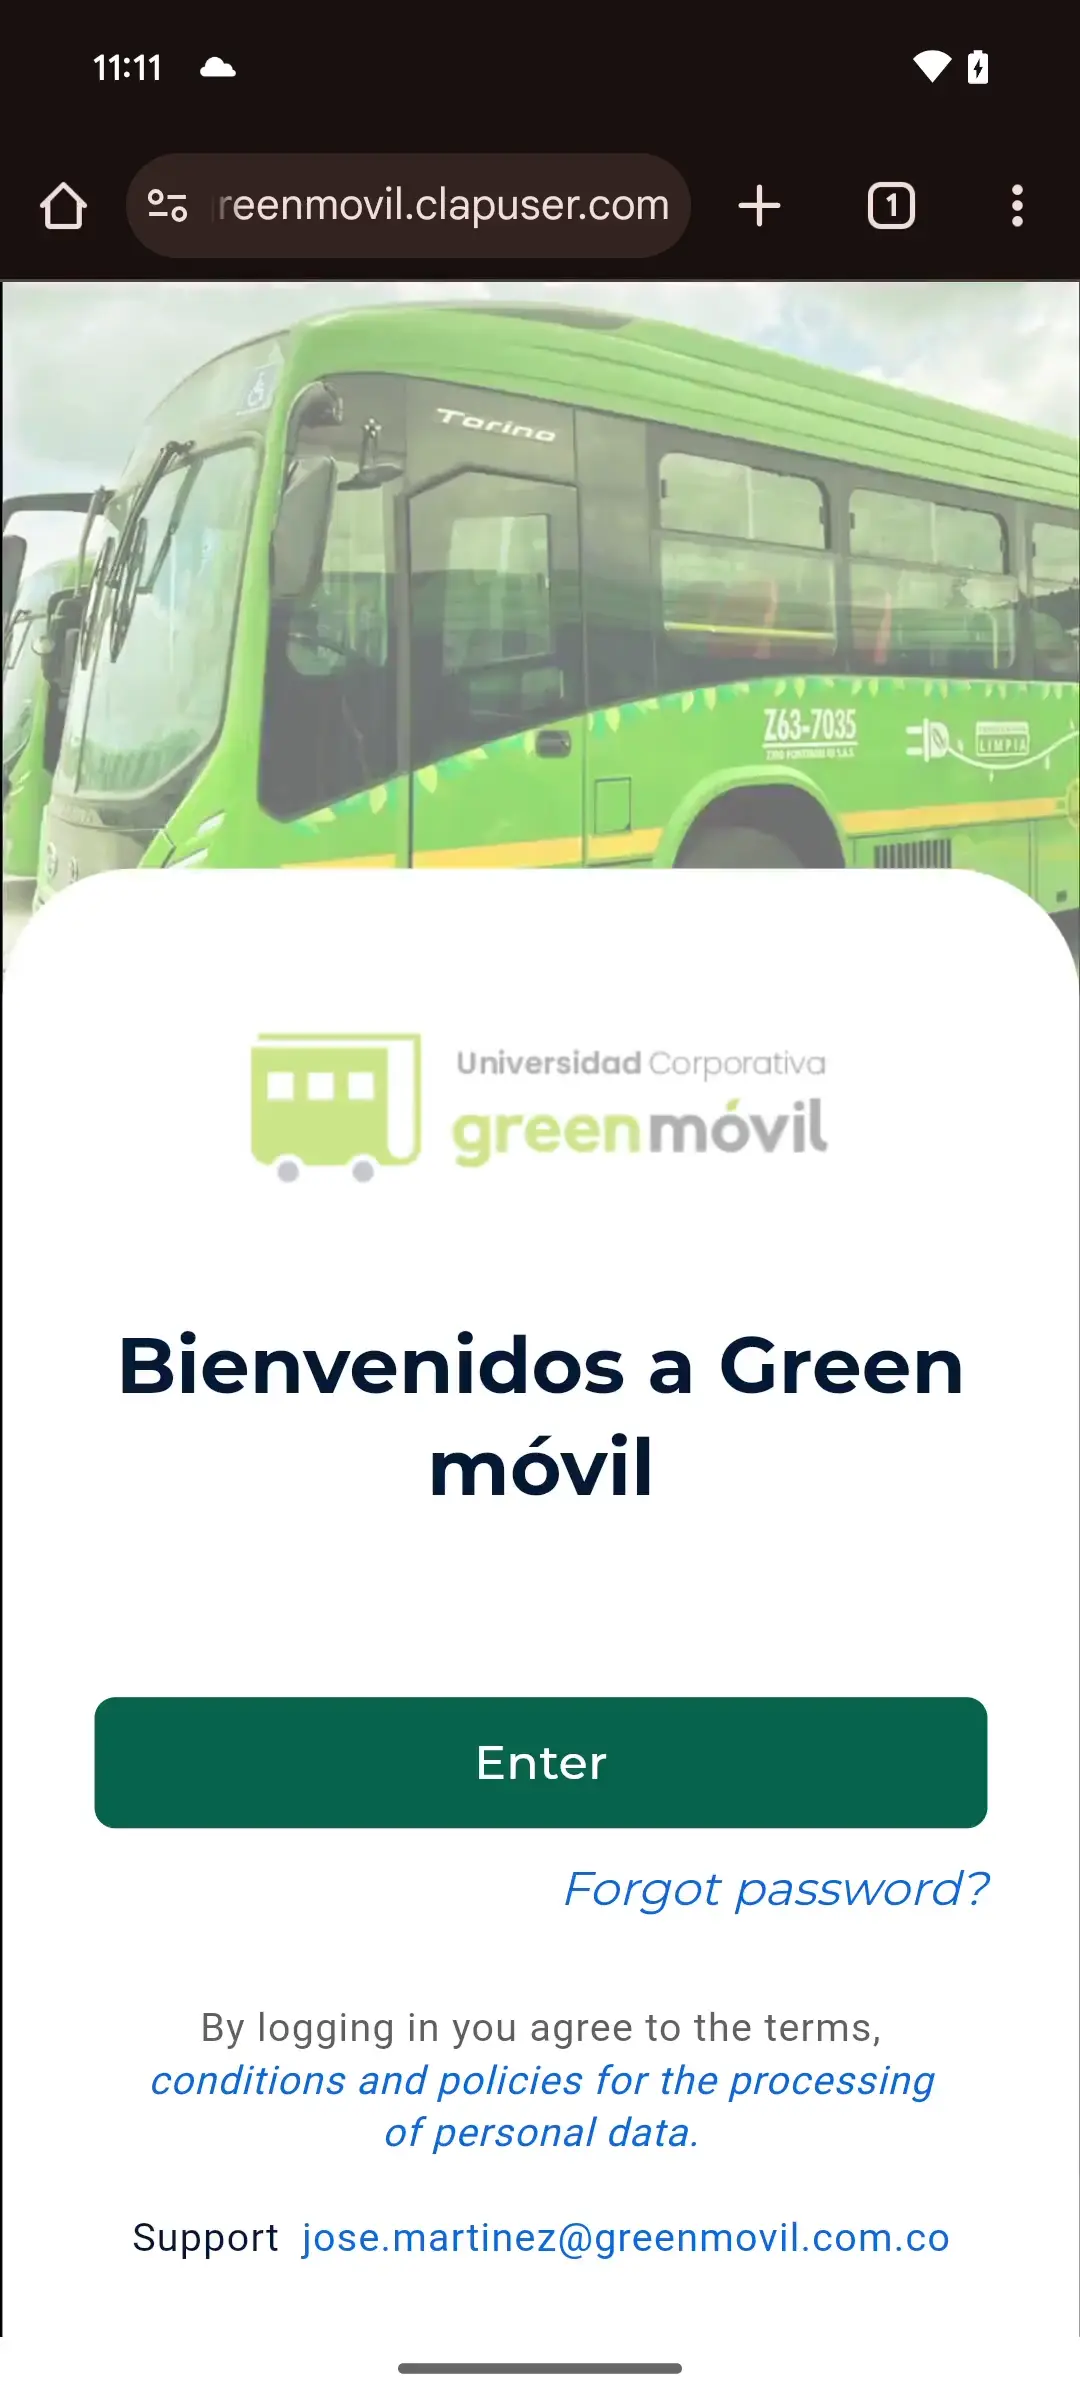 11:11
reenmovil.clapuser.com
1
Torino
Z63-7035
LIMPIA
Universidad Corporativa
greenmóvil
Bienvenidos a Green
móvil
Enter
Forgot password?
By logging in you agree to the terms,
conditions and policies for the processing
of personal data.
Support jose.martinez@greenmovil.com.co